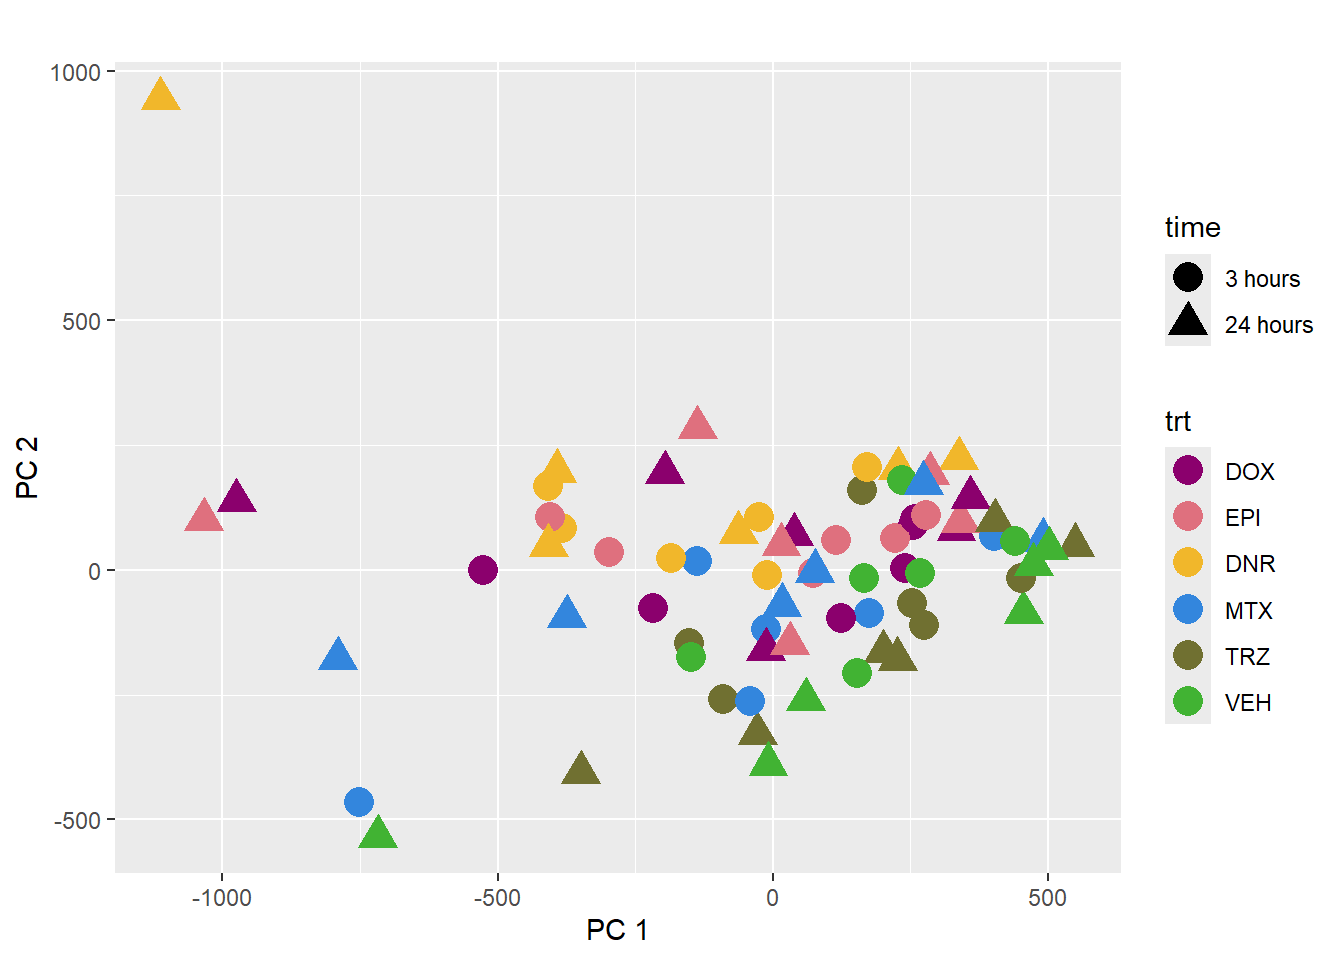 1000
500
0
-500
-1000
-500
0
500
PC 1
PC 2
time
3 hours
24 hours
trt
DOX
EPI
DNR
MTX
TRZ
VEH